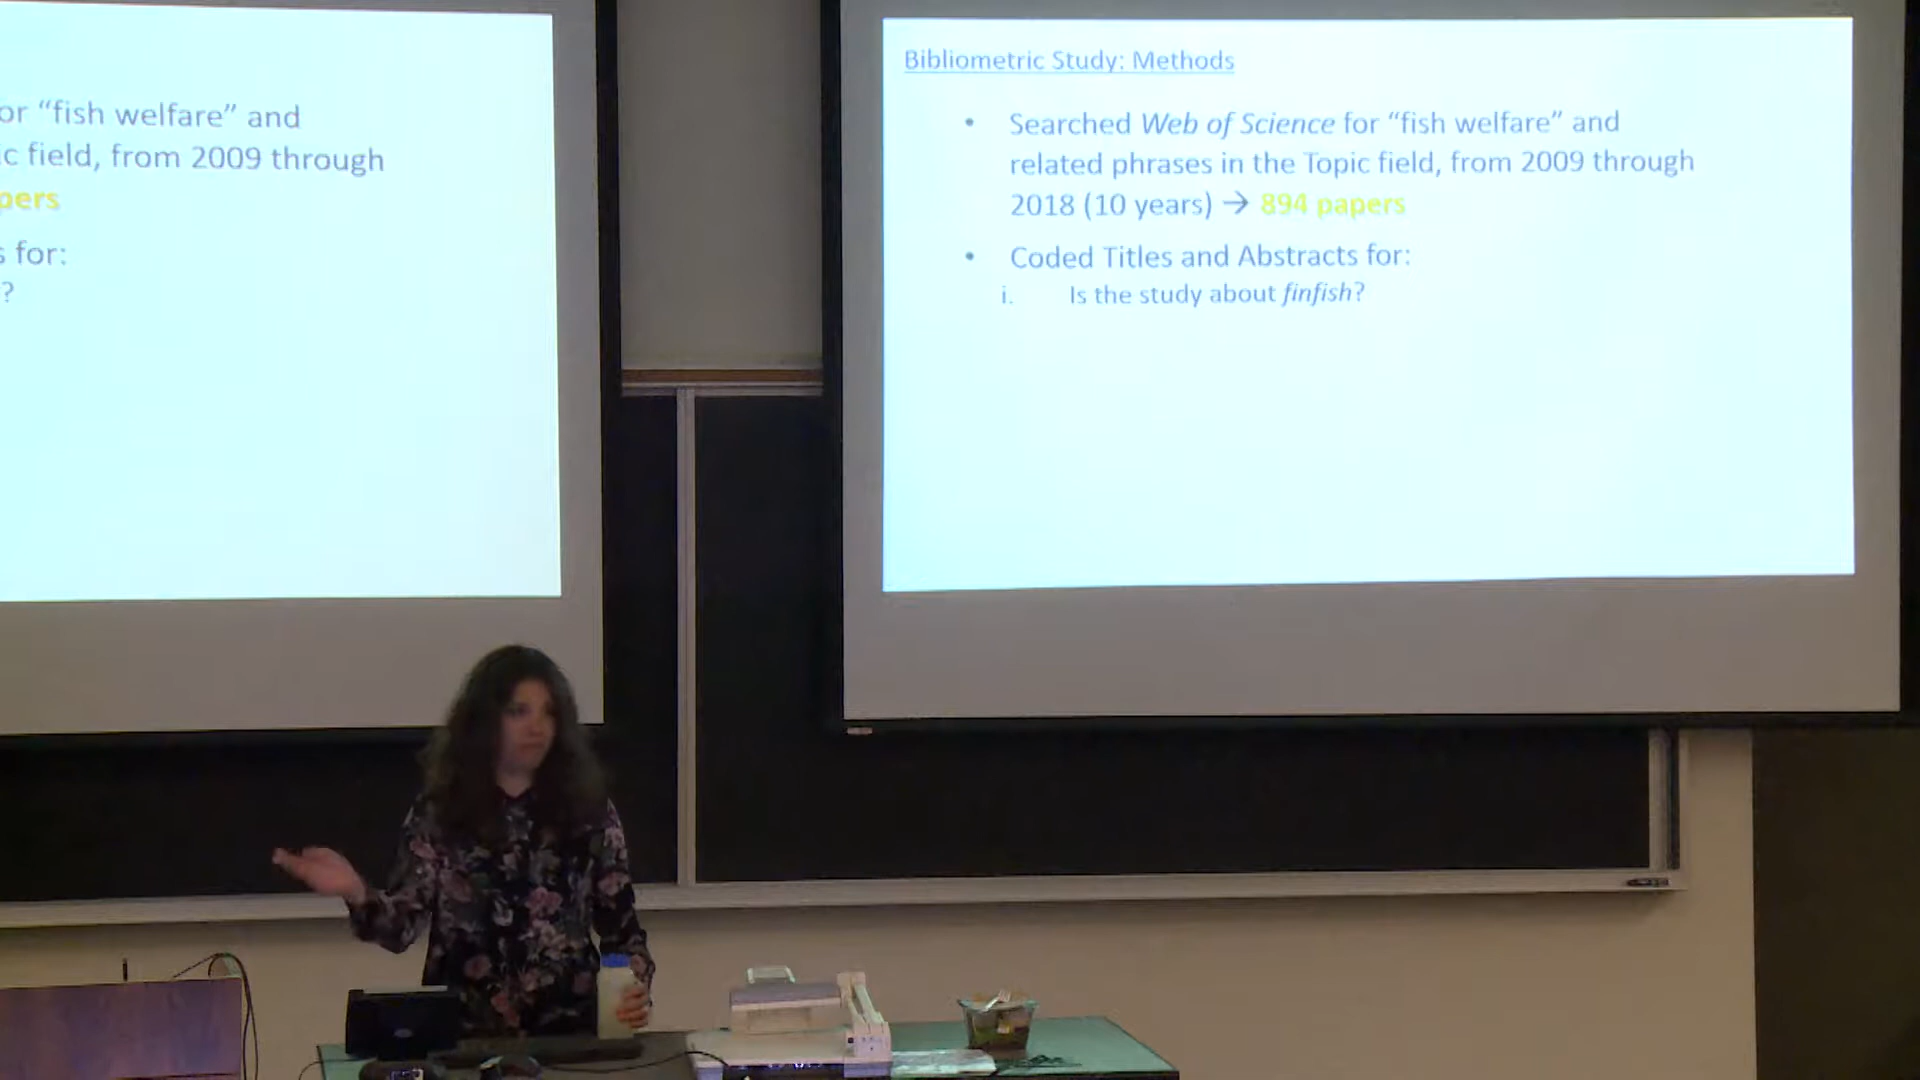 or “fish welfare” and
ic field, from 2009 through
pers
s for:
?
Bibliometric Study: Methods
• Searched Web of Science for “fish welfare” and
related phrases in the Topic field, from 2009 through
2018 (10 years) → 894 papers
• Coded Titles and Abstracts for:
i. Is the study about finfish?